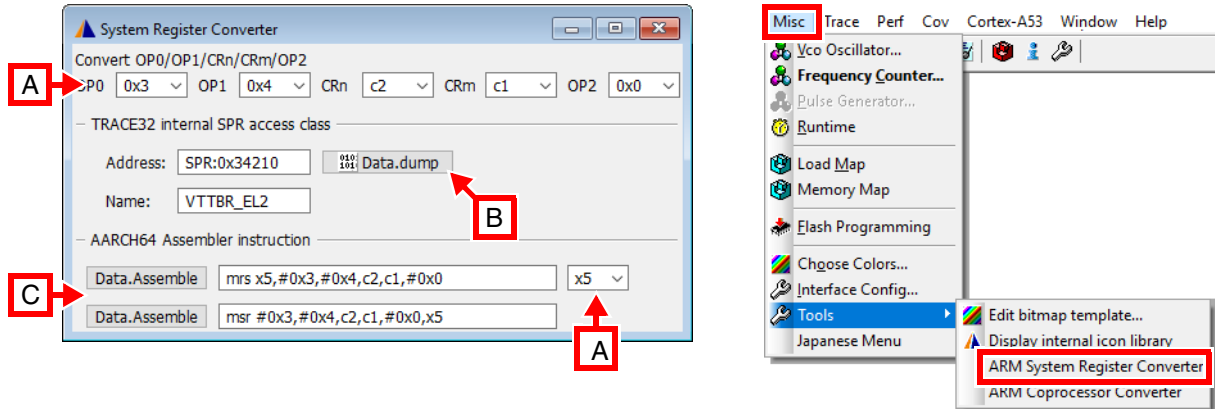 System Register Converter
Convert OP0/OP1/CRn/CRm/OP2
A
OP0 0x3 OP1 0x4 CRn c2 CRm c1 OP2 0x0
TRACE32 internal SPR access class
Address: SPR:0x34210 Data.dump
Name: VTTBR_EL2
B
AARCH64 Assembler instruction
C
Data.Assemble mrs x5,#0x3,#0x4,c2,c1,#0x0 x5
Data.Assemble msr #0x3,#0x4,c2,c1,#0x0,x5
A
Misc Trace Perf Cov Cortex-A53 Window Help
Vco Oscillator...
Frequency Counter...
Pulse Generator...
Runtime
Load Map
Memory Map
Flash Programming
Choose Colors...
Interface Config...
Tools
Japanese Menu
Edit bitmap template...
Display internal icon library
ARM System Register Converter
ARM Coprocessor Converter